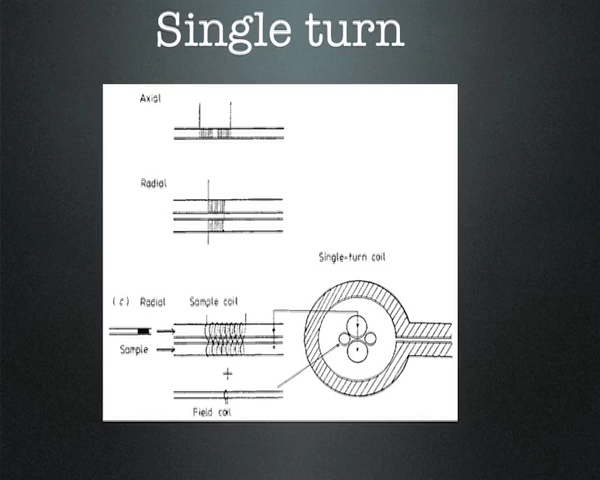 Single turn
Axial
Radial
Single-turn coil
(c) Radial Sample coil
Sample
+
Field coil